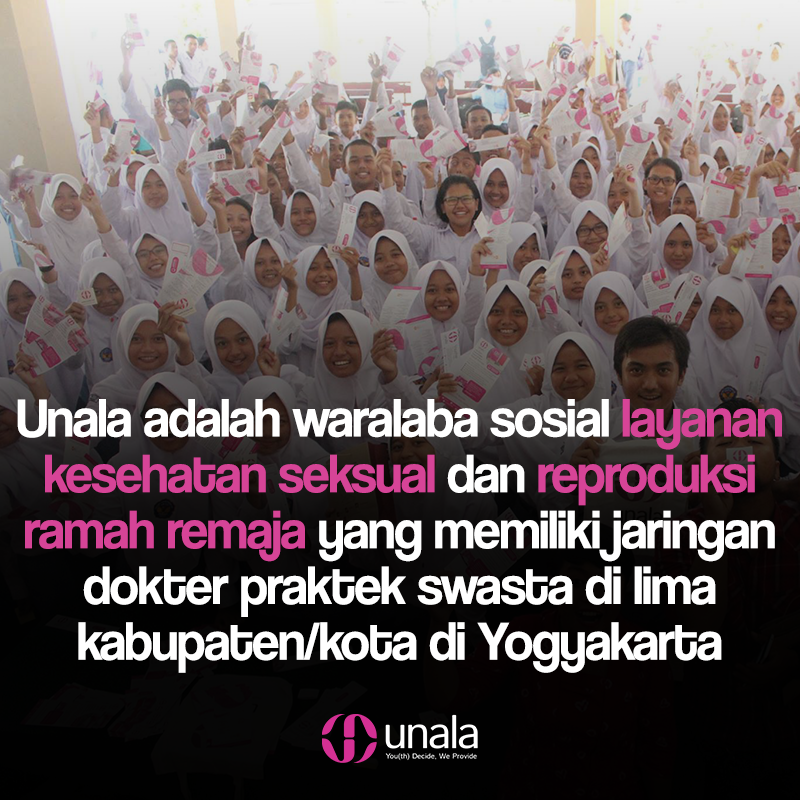 Unala adalah waralaba sosial layanan
kesehatan seksual dan reproduksi
ramah remaja yang memiliki jaringan
dokter praktek swasta di lima
kabupaten/kota di Yogyakarta
unala
You(th) Decide, We Provide